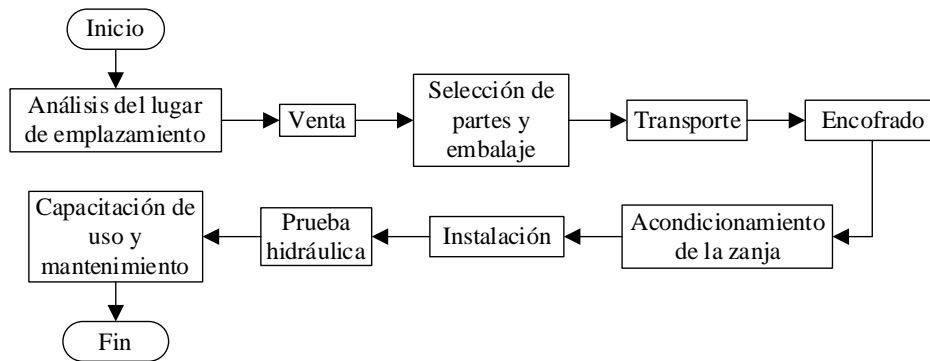 Inicio
Análisis del lugar
de emplazamiento
Venta
Selección de
partes y
embalaje
Transporte
Encofrado
Acondicionamiento
de la zanja
Instalación
Prueba
hidráulica
Capacitación de
uso y
mantenimiento
Fin